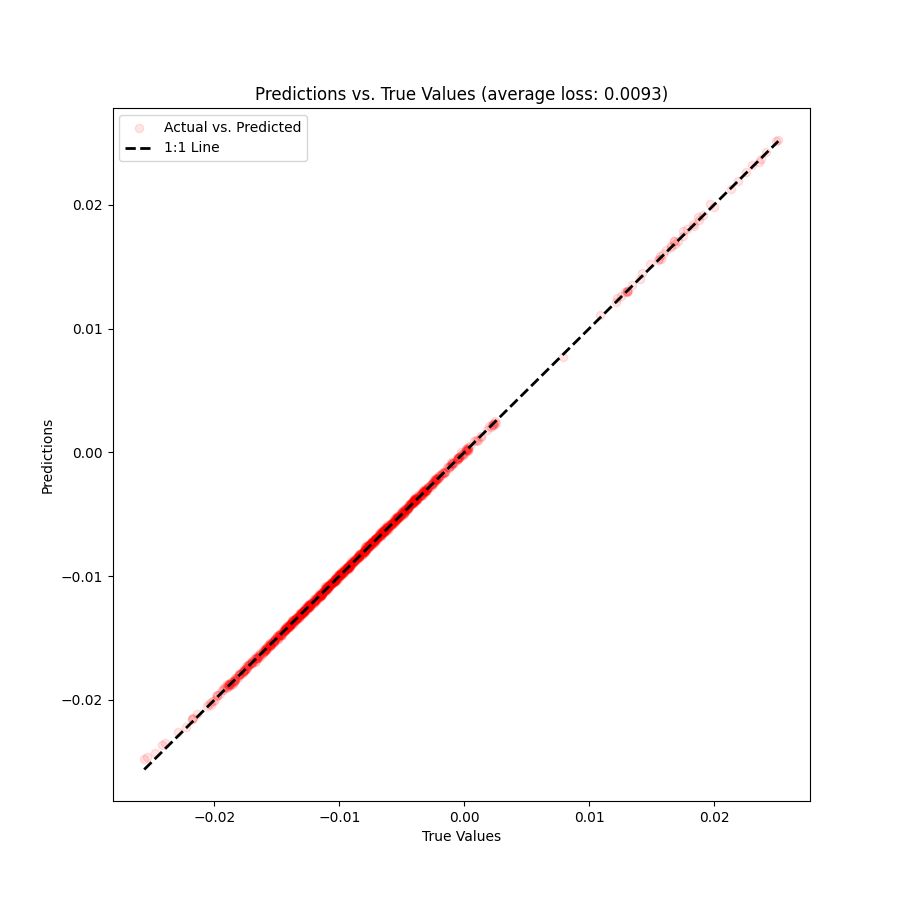 Predictions vs. True Values (average loss: 0.0093)
Actual vs. Predicted
1:1 Line
0.02
0.01
0.00
−0.01
−0.02
Predictions
−0.02
−0.01
0.00
0.01
0.02
True Values